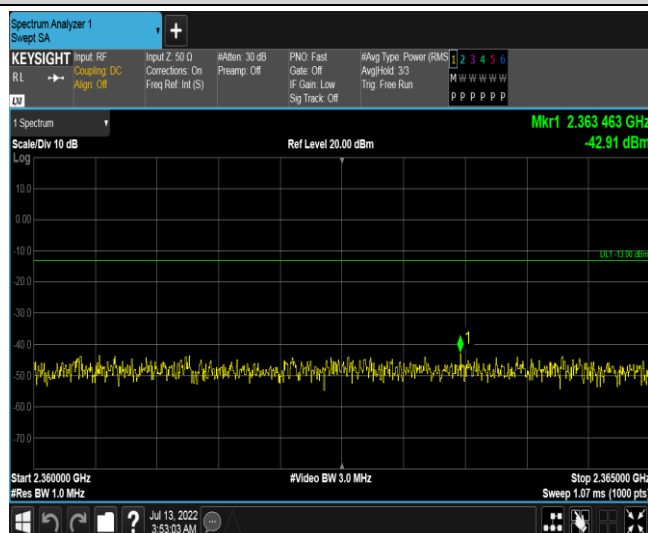 Spectrum Analyzer 1
Swept SA
+
KEYSIGHT
RL
LXI
Input: RF
Coupling: DC
Align: Off
Input Z: 50 Ω
Corrections: On
Freq Ref: Int (S)
#Atten: 30 dB
Preamp: Off
PNO: Fast
Gate: Off
IF Gain: Low
Sig Track: Off
#Avg Type: Power (RMS
Avg|Hold: 3/3
Trig: Free Run
1 2 3 4 5 6
M W W W W W
P P P P P P
1 Spectrum
Scale/Div 10 dB
Ref Level 20.00 dBm
Mkr1 2.363 463 GHz
-42.91 dBm
Log
10.0
0.00
-10.0
DL1 -13.00 dBm
-20.0
-30.0
1
-40.0
-50.0
-60.0
-70.0
Start 2.360000 GHz
#Video BW 3.0 MHz
Stop 2.365000 GHz
#Res BW 1.0 MHz
Sweep 1.07 ms (1000 pts)
?
Jul 13, 2022
3:53:03 AM